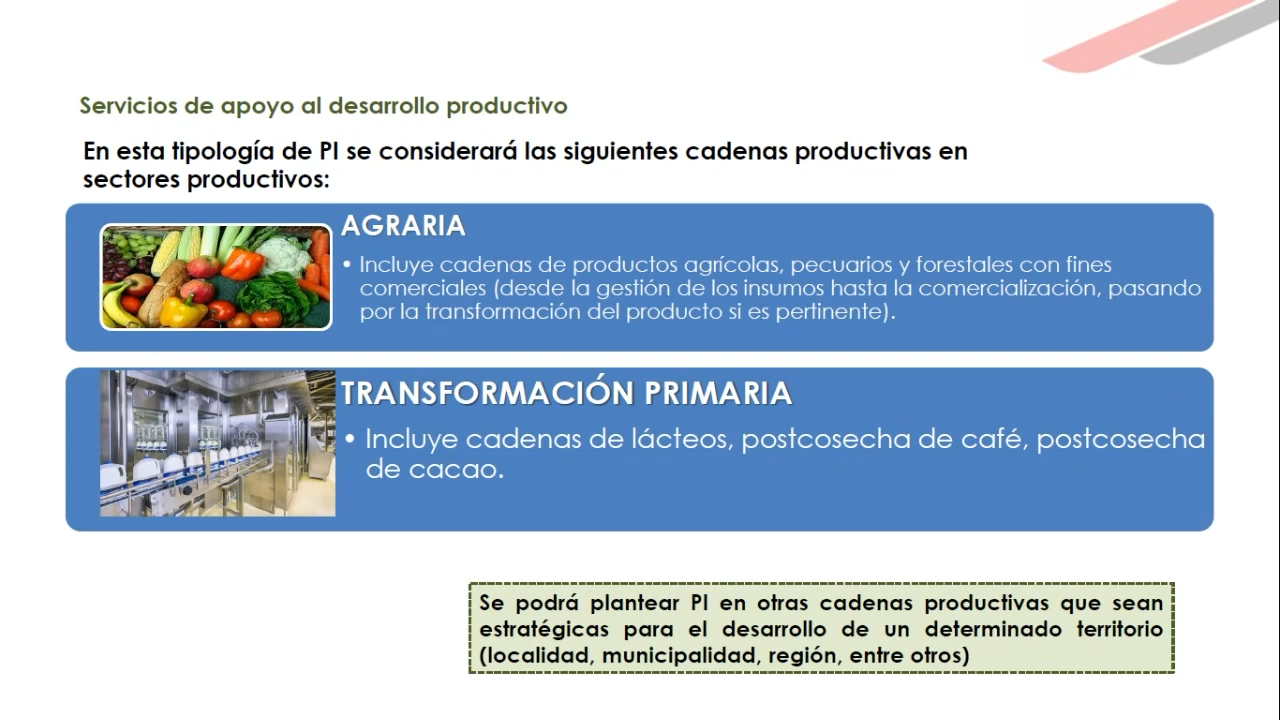 Servicios de apoyo al desarrollo productivo
En esta tipología de PI se considerará las siguientes cadenas productivas en
sectores productivos:
AGRARIA
• Incluye cadenas de productos agrícolas, pecuarios y forestales con fines
comerciales (desde la gestión de los insumos hasta la comercialización, pasando
por la transformación del producto si es pertinente).
TRANSFORMACIÓN PRIMARIA
• Incluye cadenas de lácteos, postcosecha de café, postcosecha
de cacao.
Se podrá plantear PI en otras cadenas productivas que sean
estratégicas para el desarrollo de un determinado territorio
(localidad, municipalidad, región, entre otros)